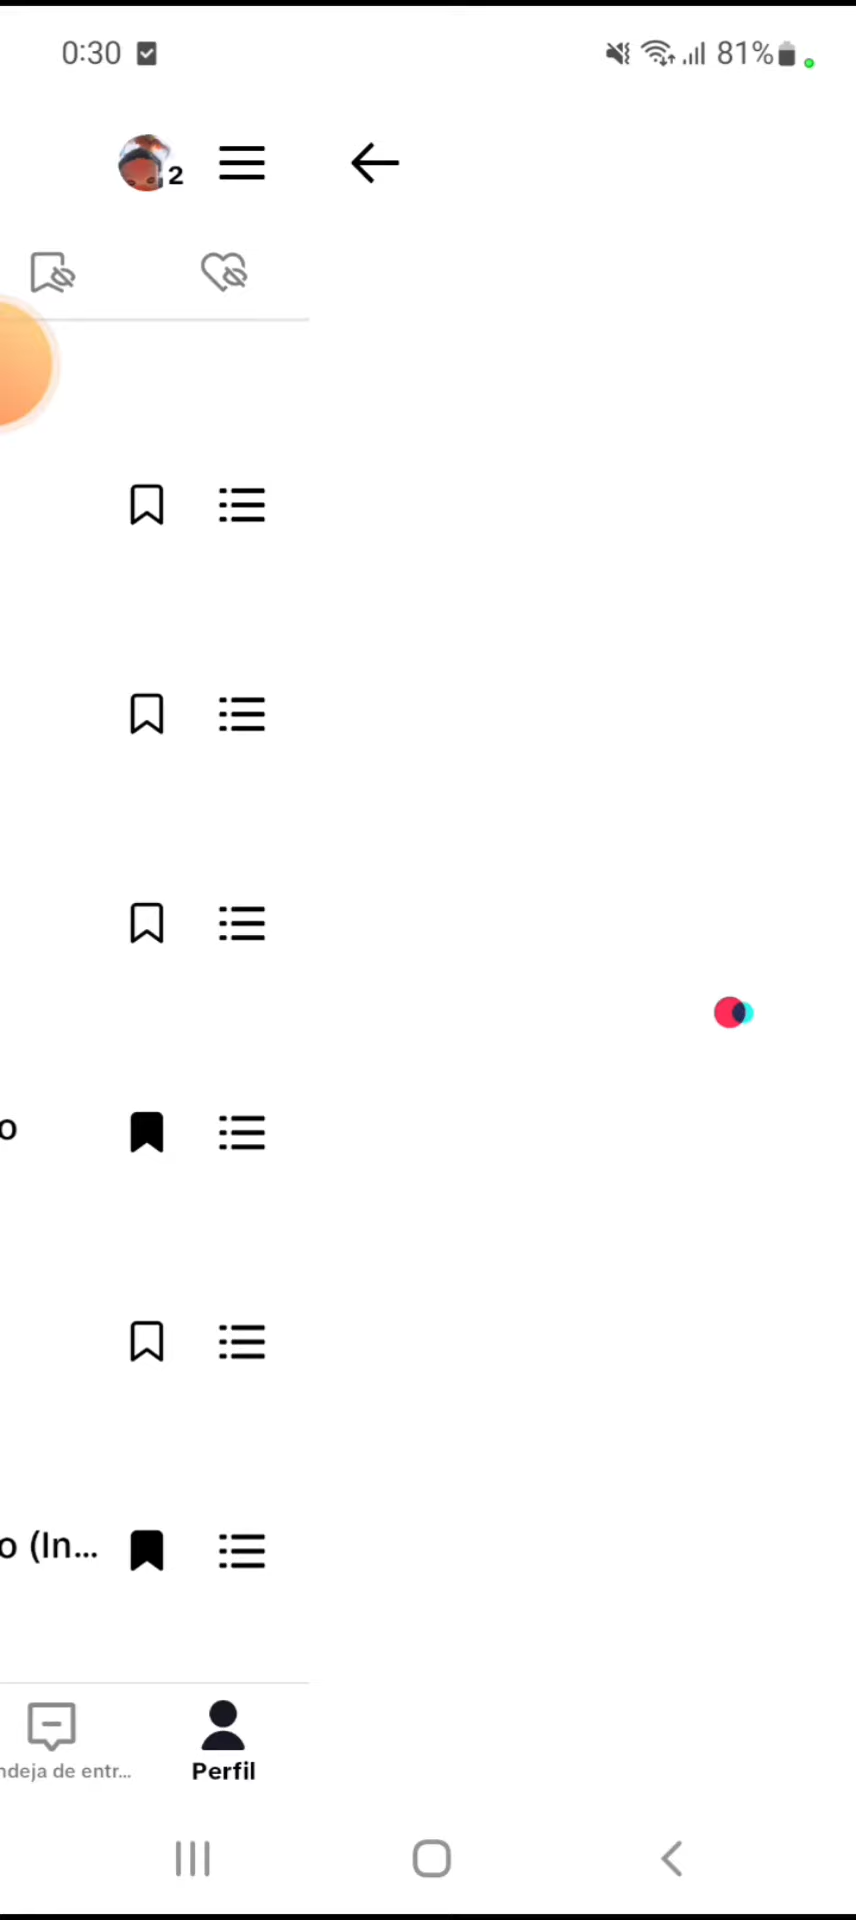 0:30 81%
2
o
o (In...
ndeja de entr...
Perfil